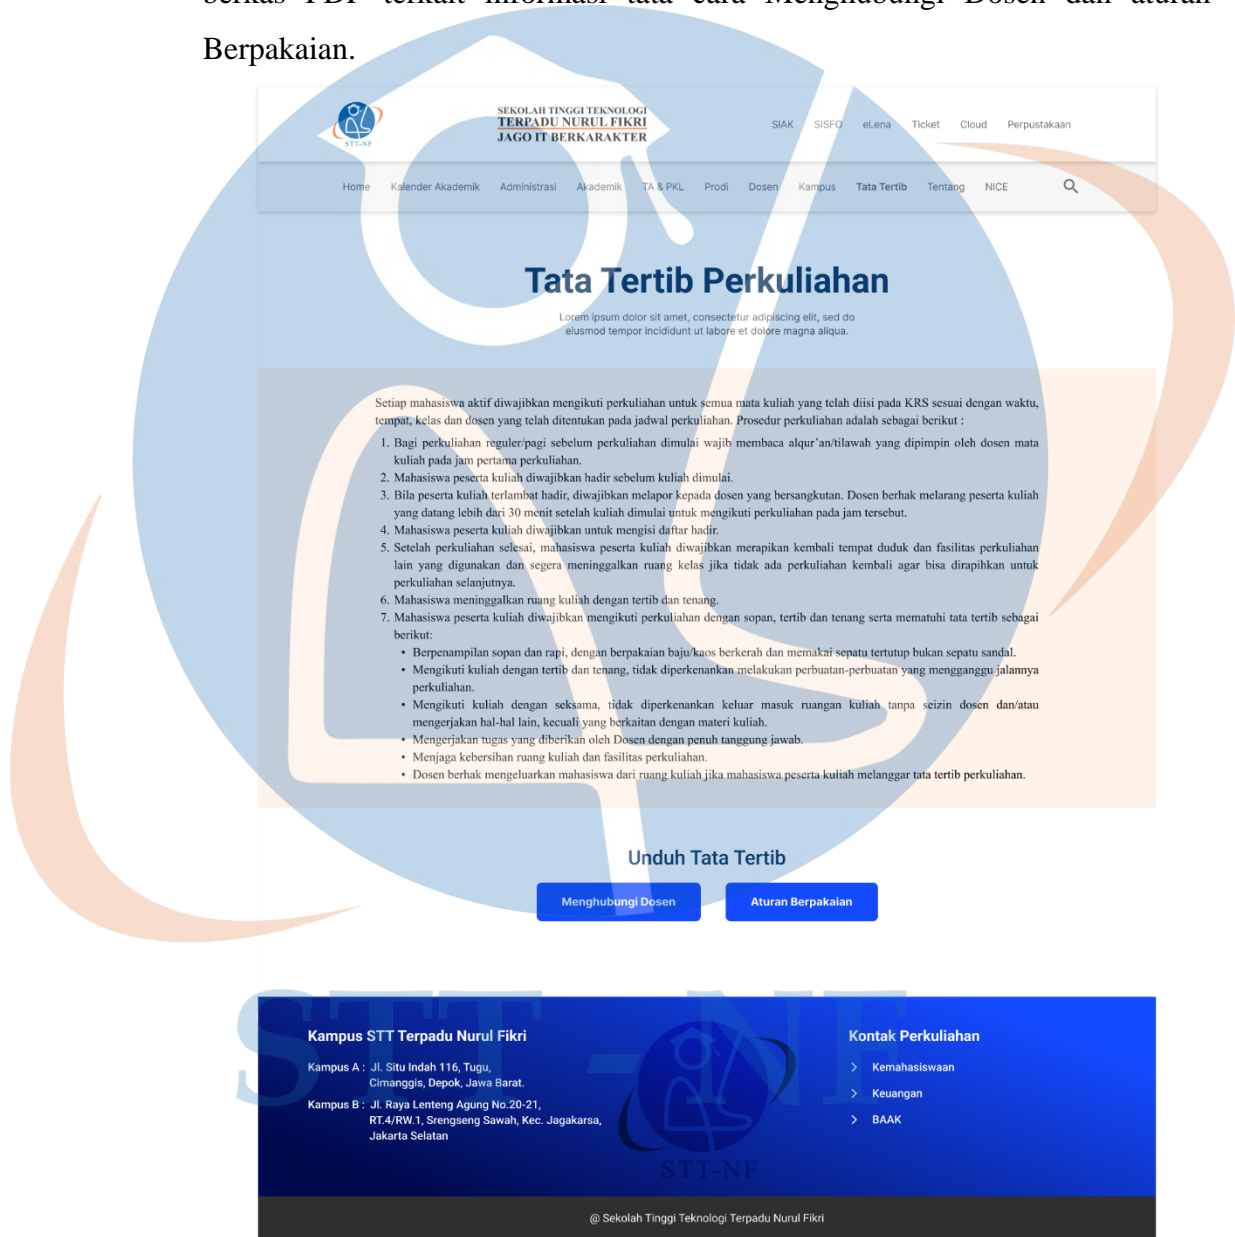 berkas PDF terkait informasi tata cara Menghubungi Dosen dan aturan
Berpakaian.
STT-NF
SEKOLAH TINGGI TEKNOLOGI
TERPADU NURUL FIKRI
JAGO IT BERKARAKTER
SIAK SISFO eLena Ticket Cloud Perpustakaan
Home Kalender Akademik Administrasi Akademik TA & PKL Prodi Dosen Kampus Tata Tertib Tentang NICE
Tata Tertib Perkuliahan
Lorem ipsum dolor sit amet, consectetur adipiscing elit, sed do
eiusmod tempor incididunt ut labore et dolore magna aliqua.
Setiap mahasiswa aktif diwajibkan mengikuti perkuliahan untuk semua mata kuliah yang telah diisi pada KRS sesuai dengan waktu,
tempat, kelas dan dosen yang telah ditentukan pada jadwal perkuliahan. Prosedur perkuliahan adalah sebagai berikut :
1. Bagi perkuliahan reguler/pagi sebelum perkuliahan dimulai wajib membaca alqur’an/tilawah yang dipimpin oleh dosen mata
kuliah pada jam pertama perkuliahan.
2. Mahasiswa peserta kuliah diwajibkan hadir sebelum kuliah dimulai.
3. Bila peserta kuliah terlambat hadir, diwajibkan melapor kepada dosen yang bersangkutan. Dosen berhak melarang peserta kuliah
yang datang lebih dari 30 menit setelah kuliah dimulai untuk mengikuti perkuliahan pada jam tersebut.
4. Mahasiswa peserta kuliah diwajibkan untuk mengisi daftar hadir.
5. Setelah perkuliahan selesai, mahasiswa peserta kuliah diwajibkan merapikan kembali tempat duduk dan fasilitas perkuliahan
lain yang digunakan dan segera meninggalkan ruang kelas jika tidak ada perkuliahan kembali agar bisa dirapihkan untuk
perkuliahan selanjutnya.
6. Mahasiswa meninggalkan ruang kuliah dengan tertib dan tenang.
7. Mahasiswa peserta kuliah diwajibkan mengikuti perkuliahan dengan sopan, tertib dan tenang serta mematuhi tata tertib sebagai
berikut:
• Berpenampilan sopan dan rapi, dengan berpakaian baju/kaos berkerah dan memakai sepatu tertutup bukan sepatu sandal.
• Mengikuti kuliah dengan tertib dan tenang, tidak diperkenankan melakukan perbuatan-perbuatan yang mengganggu jalannya
perkuliahan.
• Mengikuti kuliah dengan seksama, tidak diperkenankan keluar masuk ruangan kuliah tanpa seizin dosen dan/atau
mengerjakan hal-hal lain, kecuali yang berkaitan dengan materi kuliah.
• Mengerjakan tugas yang diberikan oleh Dosen dengan penuh tanggung jawab.
• Menjaga kebersihan ruang kuliah dan fasilitas perkuliahan.
• Dosen berhak mengeluarkan mahasiswa dari ruang kuliah jika mahasiswa peserta kuliah melanggar tata tertib perkuliahan.
Unduh Tata Tertib
Menghubungi Dosen Aturan Berpakaian
STT - NF
Kampus STT Terpadu Nurul Fikri
Kampus A : Jl. Situ Indah 116, Tugu,
Cimanggis, Depok, Jawa Barat.
Kampus B : Jl. Raya Lenteng Agung No.20-21,
RT.4/RW.1, Srengseng Sawah, Kec. Jagakarsa,
Jakarta Selatan
STT-NF
Kontak Perkuliahan
> Kemahasiswaan
> Keuangan
> BAAK
@ Sekolah Tinggi Teknologi Terpadu Nurul Fikri